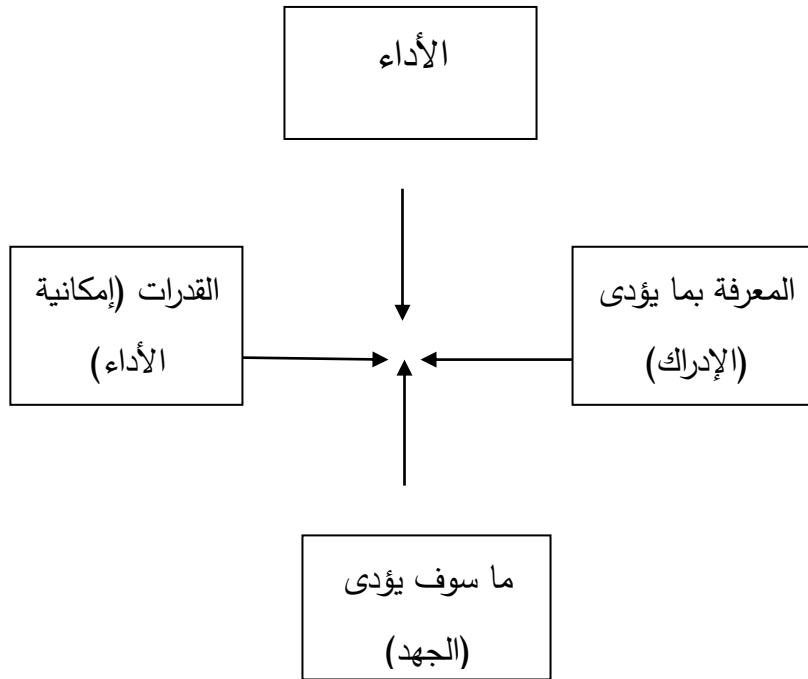 الأداء
المعرفة بما يؤدى
(الإدراك)
القدرات (إمكانية
الأداء)
ما سوف يؤدى
(الجهد)